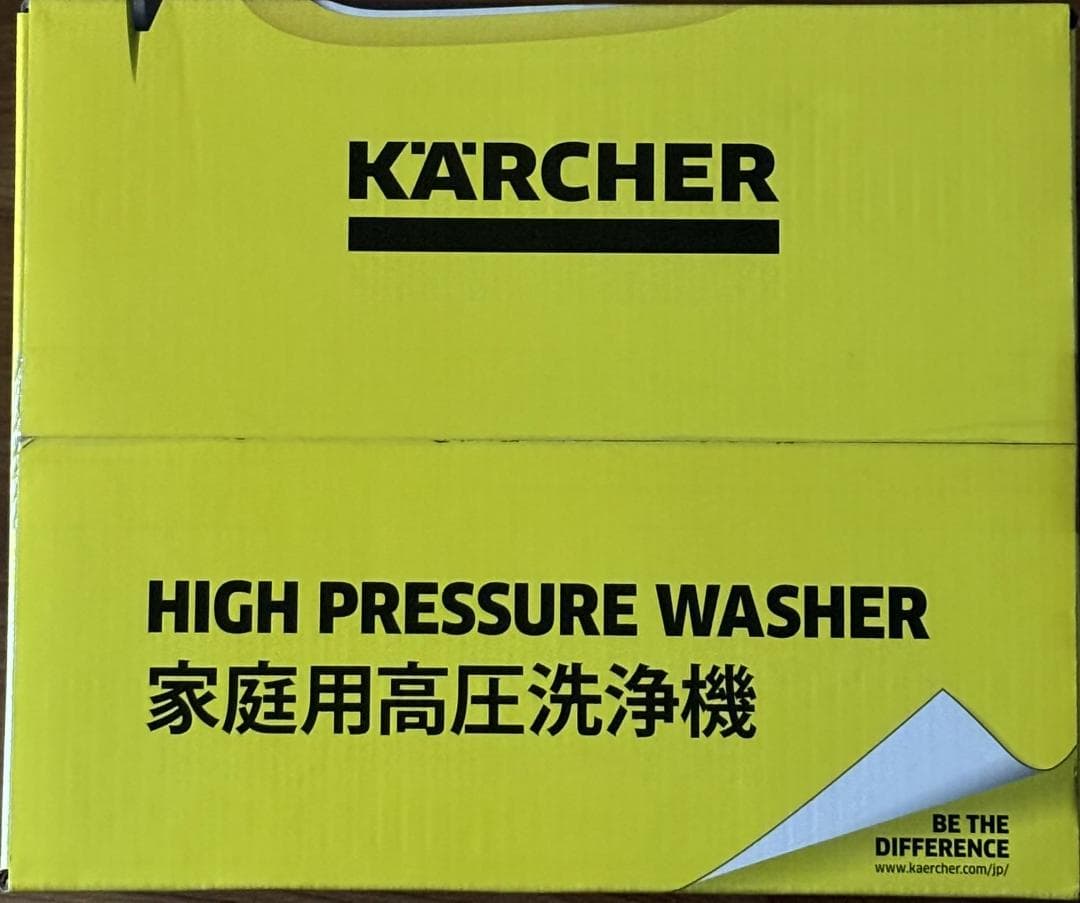 KÄRCHER
HIGH PRESSURE WASHER
家庭用高圧洗浄機
BE THE
DIFFERENCE
www.kaercher.com/jp/